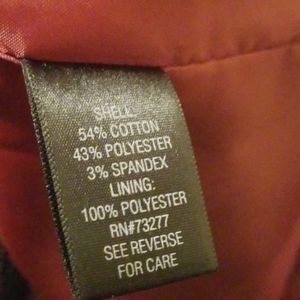 SHELL:
54% COTTON
43% POLYESTER
3% SPANDEX
LINING:
100% POLYESTER
RN#73277
SEE REVERSE
FOR CARE